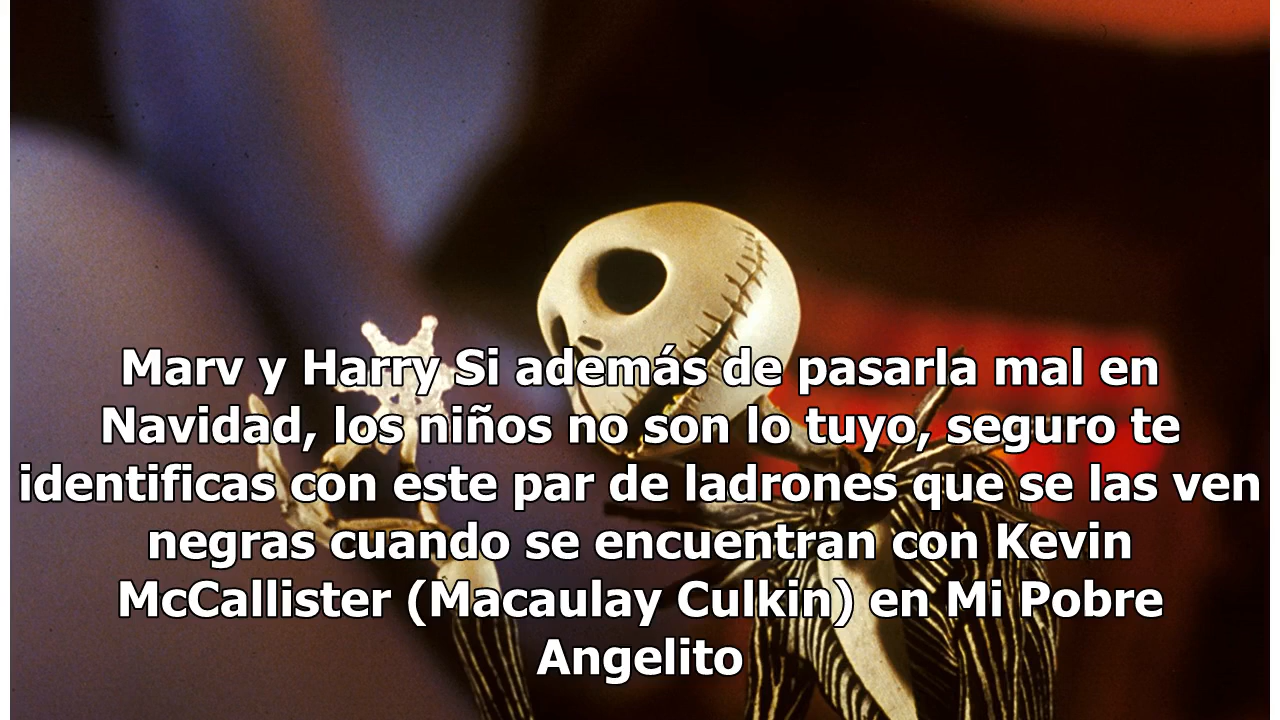 Marv y Harry Si además de pasarla mal en
Navidad, los niños no son lo tuyo, seguro te
identificas con este par de ladrones que se las ven
negras cuando se encuentran con Kevin
McCallister (Macaulay Culkin) en Mi Pobre
Angelito